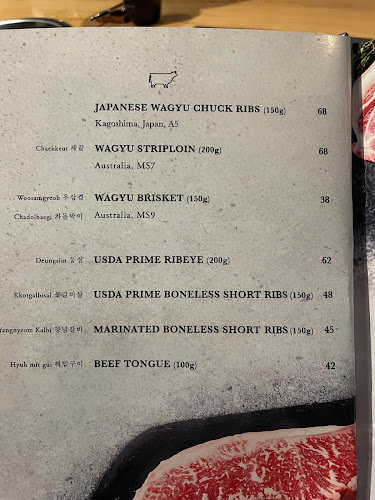 JAPANESE WAGYU CHUCK RIBS (150g) 68
Kagoshima, Japan, A5
Chaekkeut 채끝 WAGYU STRIPLOIN (200g) 68
Australia, MS7
Woosamgyeob 우삼겹 WAGYU BRISKET (150g) 38
Chadolbaegi 차돌박이 Australia, MS9
Deungsim 등심 USDA PRIME RIBEYE (200g) 62
Kkotgalbisal 꽃갈비살 USDA PRIME BONELESS SHORT RIBS (150g) 48
Yangnyeom Kalbi 양념갈비 MARINATED BONELESS SHORT RIBS (150g) 45
Hyuh mit gui 혀밑구이 BEEF TONGUE (100g) 42